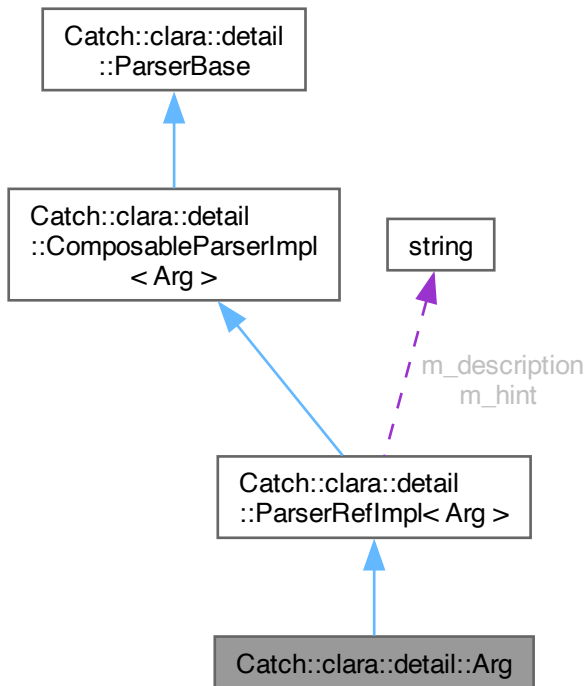 Catch::clara::detail
::ParserBase
Catch::clara::detail
::ComposableParserImpl
< Arg >
string
m_description
m_hint
Catch::clara::detail
::ParserRefImpl< Arg >
Catch::clara::detail::Arg